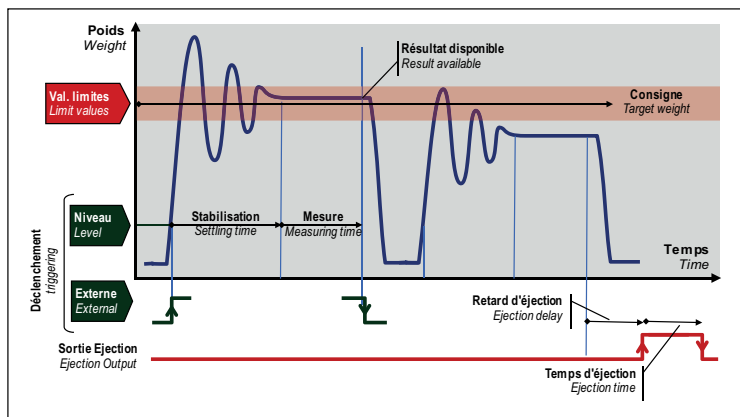 Poids
Weight
Résultat disponible
Result available
Val. limites
Limit values
Consigne
Target weight
Niveau
Level
Stabilisation
Settling time
Mesure
Measuring time
Temps
Time
Déclenchement
triggering
Externe
External
Retard d'éjection
Ejection delay
Sortie Ejection
Ejection Output
Temps d'éjection
Ejection time